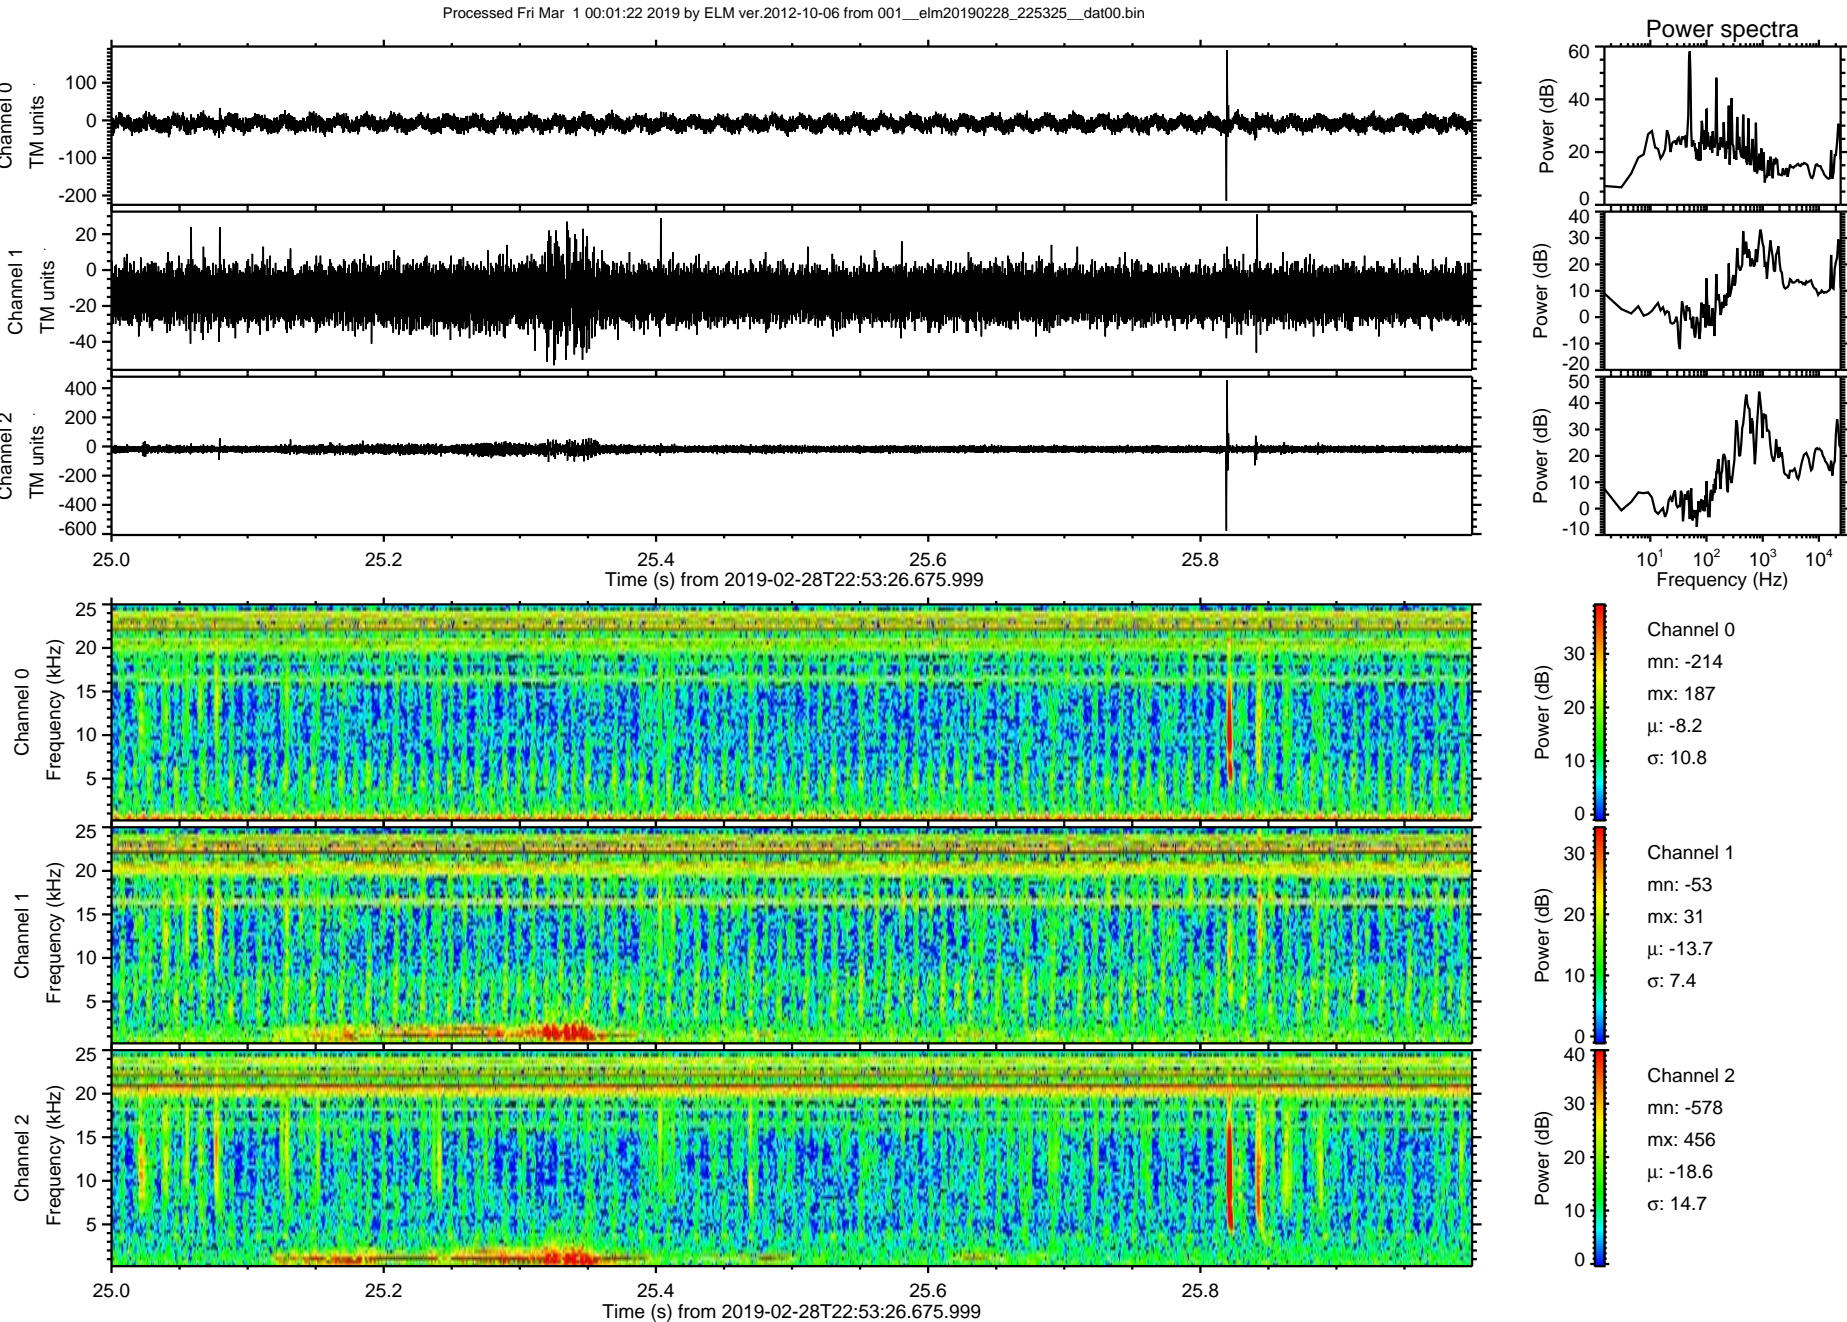 Processed Fri Mar 1 00:01:22 2019 by ELM ver.2012-10-06 from 001__elm20190228_225325__dat00.bin
Power spectra
Channel 0
TM units
100
0
-100
-200
Power (dB)
60
40
20
0
Channel 1
TM units
20
0
-20
-40
Power (dB)
40
30
20
10
0
-10
-20
Channel 2
TM units
400
200
0
-200
-400
-600
Power (dB)
50
40
30
20
10
0
-10
25.0 25.2 25.4 25.6 25.8
Time (s) from 2019-02-28T22:53:26.675.999
10¹ 10² 10³ 10⁴
Frequency (Hz)
Channel 0
Frequency (kHz)
25
20
15
10
5
Power (dB)
30
20
10
0
Channel 0
mn: -214
mx: 187
μ: -8.2
σ: 10.8
Channel 1
Frequency (kHz)
25
20
15
10
5
Power (dB)
30
20
10
0
Channel 1
mn: -53
mx: 31
μ: -13.7
σ: 7.4
Channel 2
Frequency (kHz)
25
20
15
10
5
Power (dB)
40
30
20
10
0
Channel 2
mn: -578
mx: 456
μ: -18.6
σ: 14.7
25.0 25.2 25.4 25.6 25.8
Time (s) from 2019-02-28T22:53:26.675.999